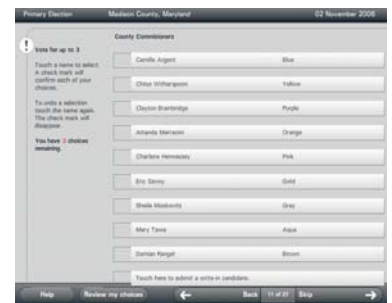 Primary Election
Madison County, Maryland
02 November 2008
!
Vote for up to 3
Touch a name to select
A check mark will
confirm each of your
choices.
To undo a selection
touch the name again.
The check mark will
disappear.
You have 3 choices
remaining.
County Commissioners
Camille Argent
Blue
Chloe Witherspoon
Yellow
Clayton Bainbridge
Purple
Amanda Marracini
Orange
Charlene Hennessey
Pink
Eric Savoy
Gold
Sheila Moskowitz
Gray
Mary Tawa
Aqua
Damian Rangel
Brown
Touch here to submit a write-in candidate.
Help
Review my choices
Back
11 of 27
Skip